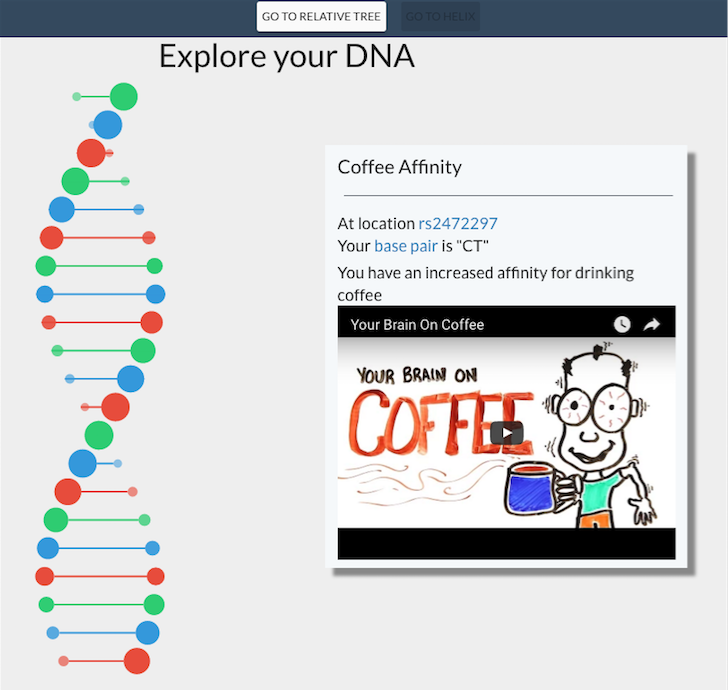 GO TO RELATIVE TREE GO TO HELIX
Explore your DNA
Coffee Affinity
At location rs2472297
Your base pair is "CT"
You have an increased affinity for drinking
coffee
Your Brain On Coffee
YOUR BRAIN ON
COFFEE